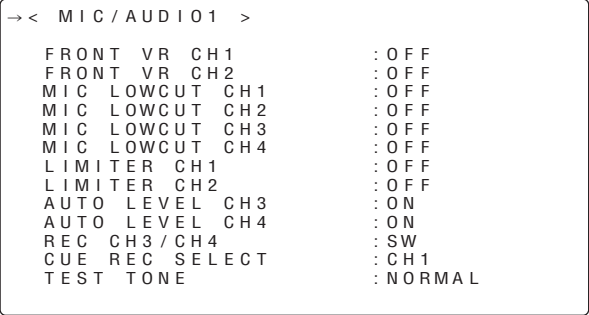 →< MIC/AUDIO1 >
FRONT VR CH1 :OFF
FRONT VR CH2 :OFF
MIC LOWCUT CH1 :OFF
MIC LOWCUT CH2 :OFF
MIC LOWCUT CH3 :OFF
MIC LOWCUT CH4 :OFF
LIMITER CH1 :OFF
LIMITER CH2 :OFF
AUTO LEVEL CH3 :ON
AUTO LEVEL CH4 :ON
REC CH3/CH4 :SW
CUE REC SELECT :CH1
TEST TONE :NORMAL